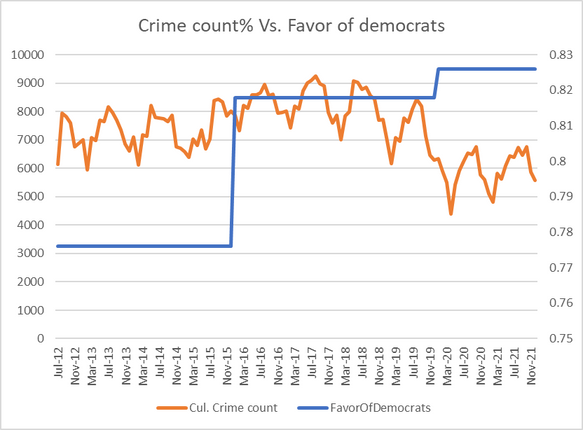 Crime count% Vs. Favor of democrats
10000
9000
8000
7000
6000
5000
4000
3000
2000
1000
0
0.83
0.82
0.81
0.8
0.79
0.78
0.77
0.76
0.75
Jul-12
Nov-12
Mar-13
Jul-13
Nov-13
Mar-14
Jul-14
Nov-14
Mar-15
Jul-15
Nov-15
Mar-16
Jul-16
Nov-16
Mar-17
Jul-17
Nov-17
Mar-18
Jul-18
Nov-18
Mar-19
Jul-19
Nov-19
Mar-20
Jul-20
Nov-20
Mar-21
Jul-21
Nov-21
Cul. Crime count
FavorOfDemocrats